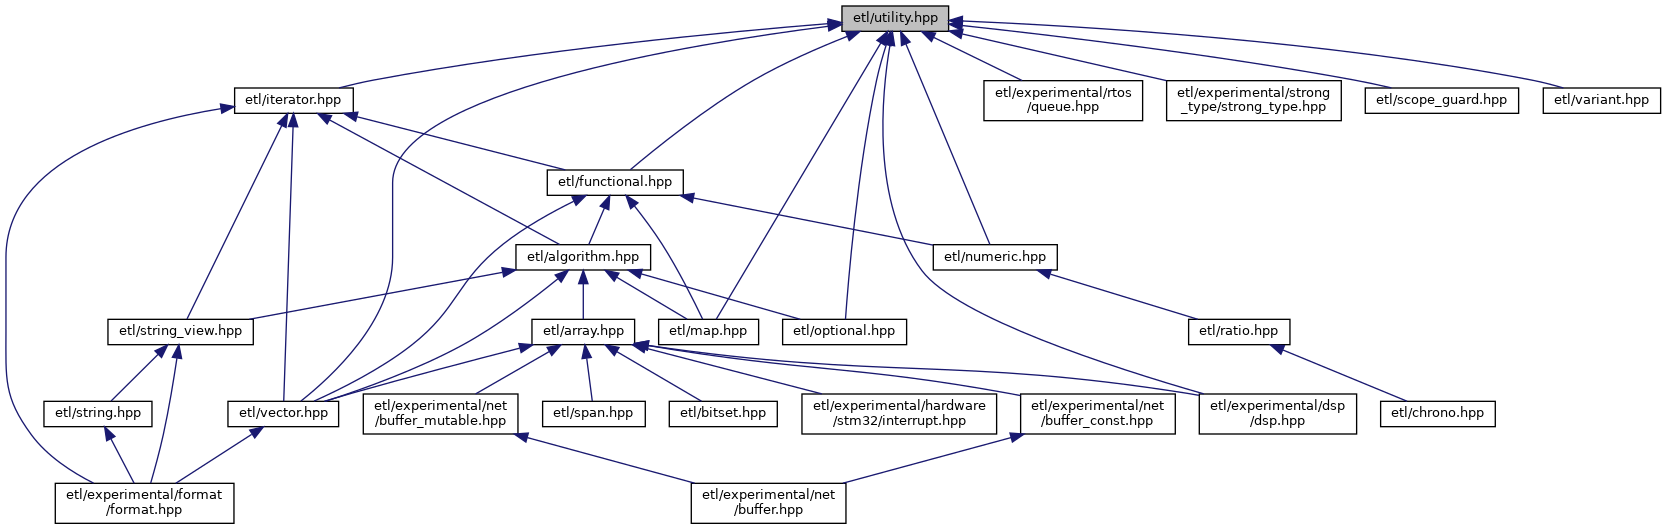 etl/utility.hpp
etl/iterator.hpp
etl/experimental/rtos
/queue.hpp
etl/experimental/strong
_type/strong_type.hpp
etl/scope_guard.hpp
etl/variant.hpp
etl/functional.hpp
etl/algorithm.hpp
etl/numeric.hpp
etl/string_view.hpp
etl/array.hpp
etl/map.hpp
etl/optional.hpp
etl/ratio.hpp
etl/string.hpp
etl/vector.hpp
etl/experimental/net
/buffer_mutable.hpp
etl/span.hpp
etl/bitset.hpp
etl/experimental/hardware
/stm32/interrupt.hpp
etl/experimental/net
/buffer_const.hpp
etl/experimental/dsp
/dsp.hpp
etl/chrono.hpp
etl/experimental/format
/format.hpp
etl/experimental/net
/buffer.hpp